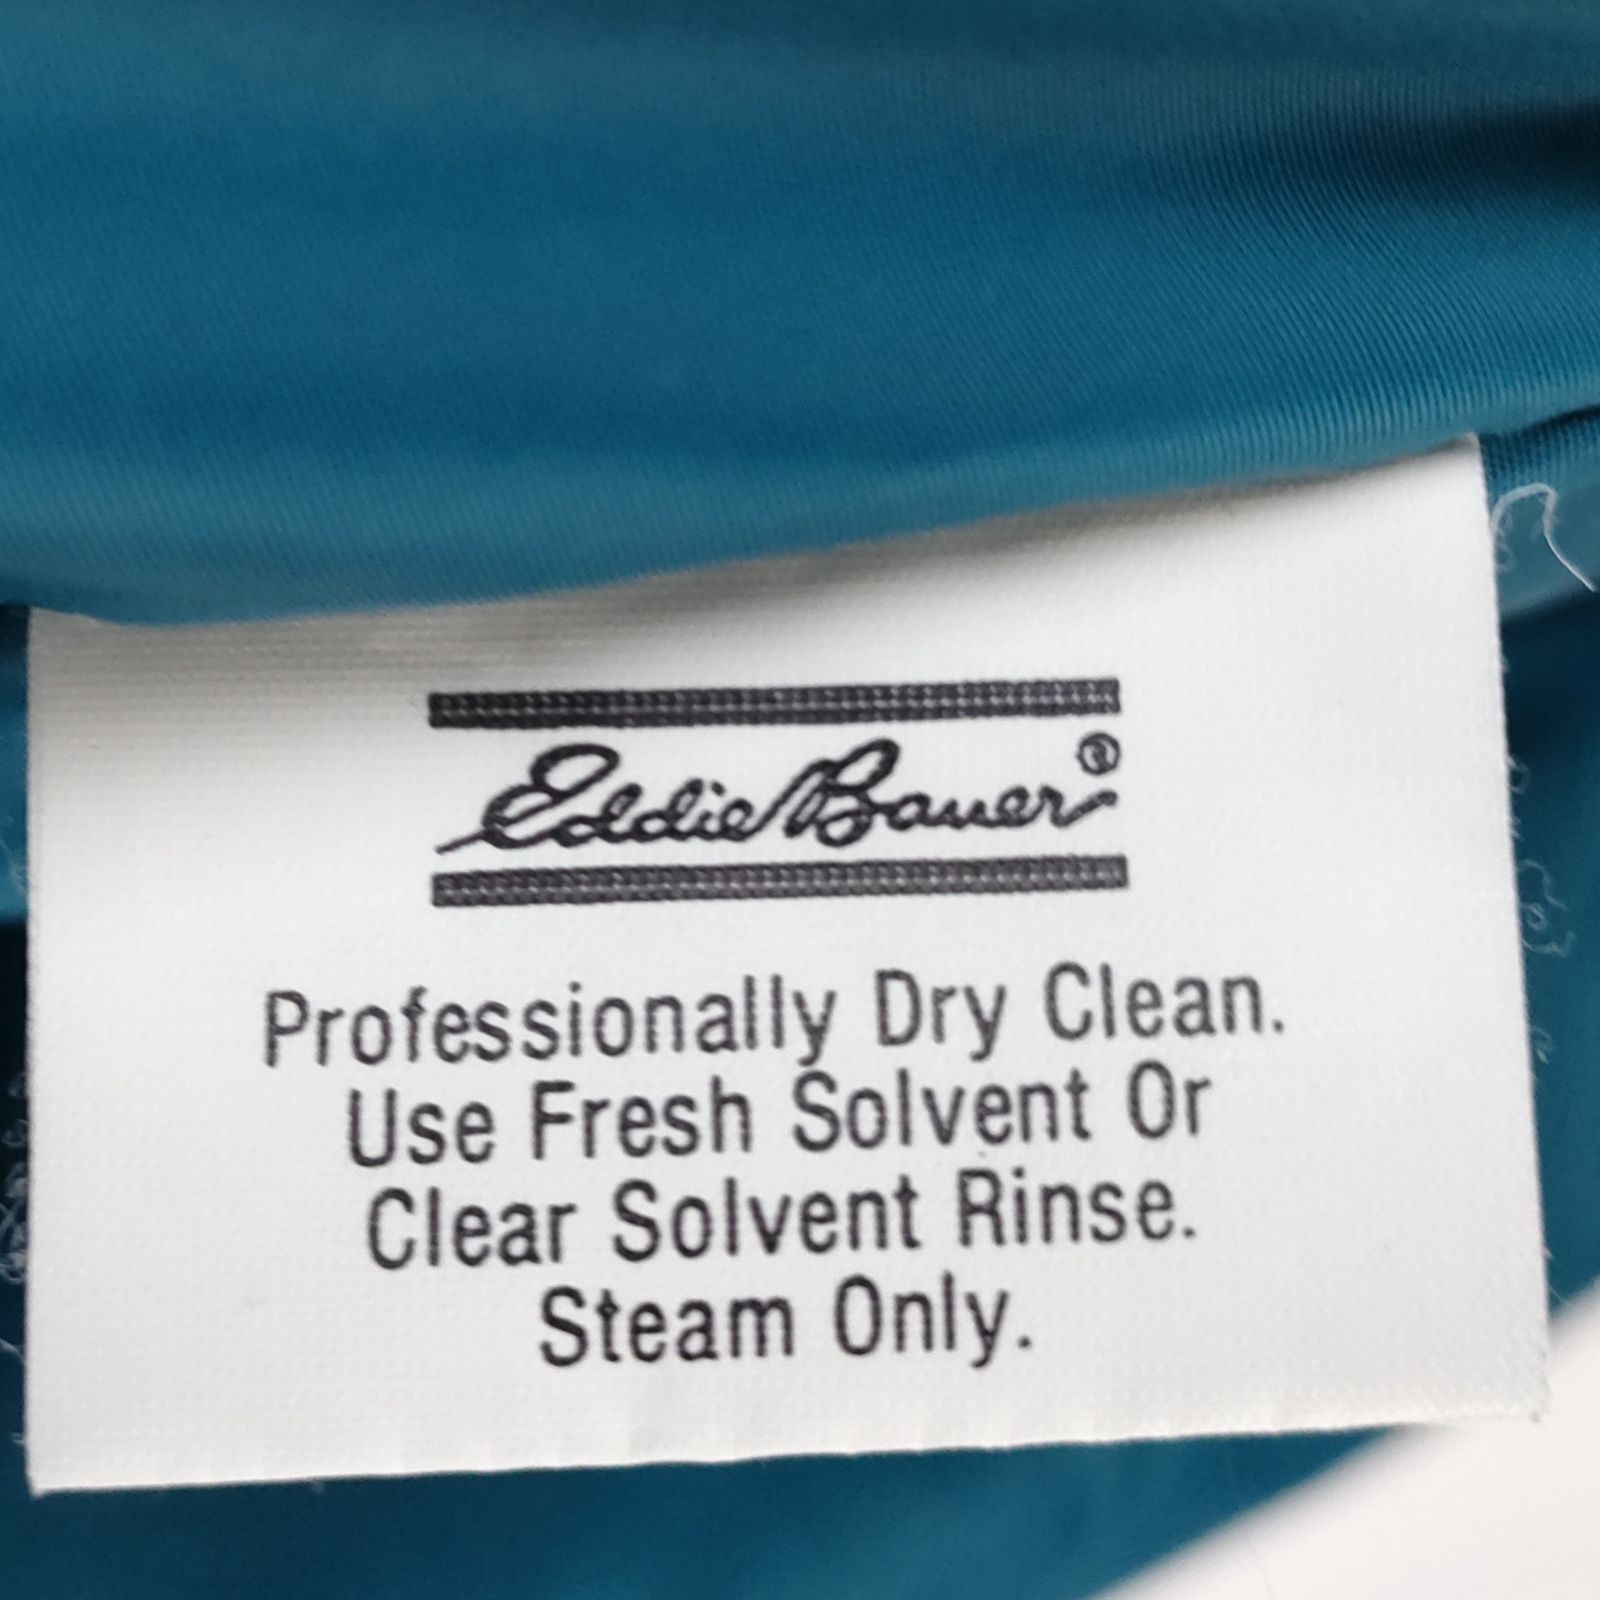 Eddie Bauer®
Professionally Dry Clean.
Use Fresh Solvent Or
Clear Solvent Rinse.
Steam Only.